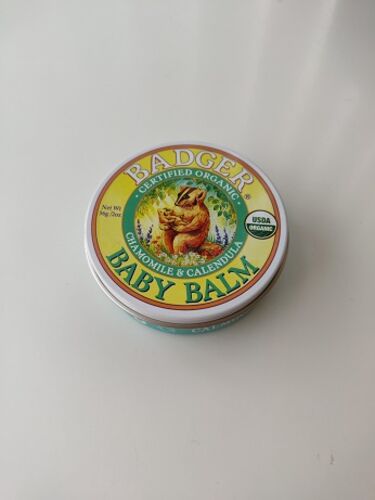 BADGER®
• CERTIFIED ORGANIC •
Net Wt
56g /2oz
USDA
ORGANIC
CHAMOMILE & CALENDULA
BABY BALM